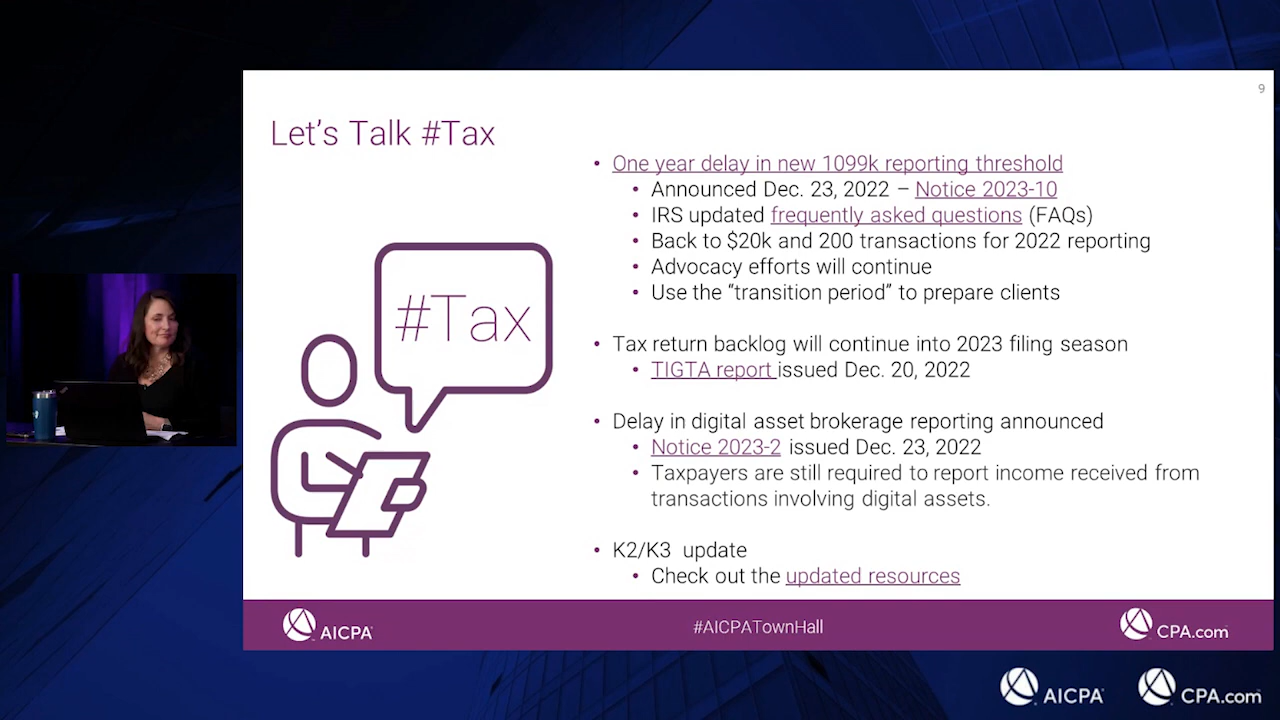 9
Let's Talk #Tax
#Tax
• One year delay in new 1099k reporting threshold
• Announced Dec. 23, 2022 – Notice 2023-10
• IRS updated frequently asked questions (FAQs)
• Back to $20k and 200 transactions for 2022 reporting
• Advocacy efforts will continue
• Use the “transition period” to prepare clients
• Tax return backlog will continue into 2023 filing season
• TIGTA report issued Dec. 20, 2022
• Delay in digital asset brokerage reporting announced
• Notice 2023-2 issued Dec. 23, 2022
• Taxpayers are still required to report income received from
transactions involving digital assets.
• K2/K3 update
• Check out the updated resources
AICPA
#AICPATownHall
CPA.com
AICPA
CPA.com